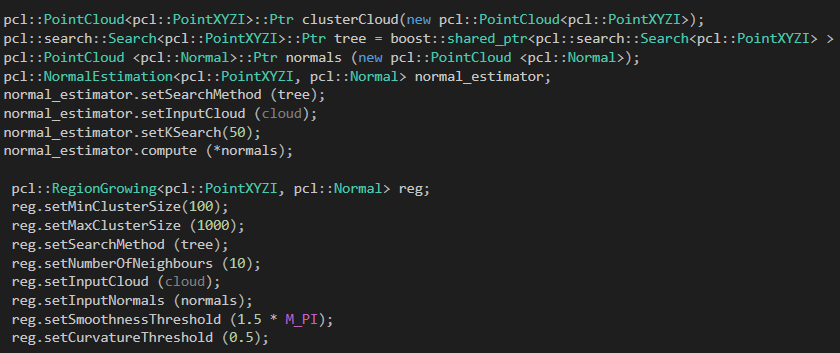 pcl::PointCloud<pcl::PointXYZI>::Ptr clusterCloud(new pcl::PointCloud<pcl::PointXYZI>);
pcl::search::Search<pcl::PointXYZI>::Ptr tree = boost::shared_ptr<pcl::search::Search<pcl::PointXYZI> >
pcl::PointCloud <pcl::Normal>::Ptr normals (new pcl::PointCloud <pcl::Normal>);
pcl::NormalEstimation<pcl::PointXYZI, pcl::Normal> normal_estimator;
normal_estimator.setSearchMethod (tree);
normal_estimator.setInputCloud (cloud);
normal_estimator.setKSearch(50);
normal_estimator.compute (*normals);
pcl::RegionGrowing<pcl::PointXYZI, pcl::Normal> reg;
reg.setMinClusterSize(100);
reg.setMaxClusterSize (1000);
reg.setSearchMethod (tree);
reg.setNumberOfNeighbours (10);
reg.setInputCloud (cloud);
reg.setInputNormals (normals);
reg.setSmoothnessThreshold (1.5 * M_PI);
reg.setCurvatureThreshold (0.5);